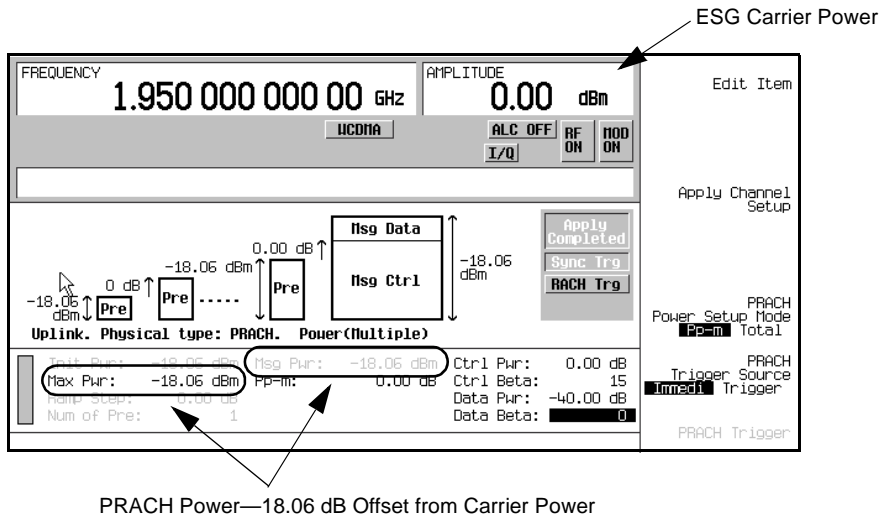 ESG Carrier Power
FREQUENCY
1.950 000 000 00 GHz
AMPLITUDE
0.00 dBm
WCDMA
ALC OFF
I/Q
RF ON
MOD ON
Edit Item
Apply Channel
Setup
PRACH
Power Setup Mode
Pp-m Total
PRACH
Trigger Source
Immedi Trigger
PRACH Trigger
Msg Data
Msg Ctrl
-18.06
dBm
Apply
Completed
Sync Trg
RACH Trg
0.00 dB
-18.06 dBm
0 dB
-18.06
dBm
Pre
Pre
.....
Pre
Uplink. Physical type: PRACH. Power(Multiple)
Init Pwr: -18.06 dBm
Max Pwr: -18.06 dBm
Ramp Step: 0.00 dB
Num of Pre: 1
Msg Pwr: -18.06 dBm
Pp-m: 0.00 dB
Ctrl Pwr: 0.00 dB
Ctrl Beta: 15
Data Pwr: -40.00 dB
Data Beta: 0
PRACH Power—18.06 dB Offset from Carrier Power